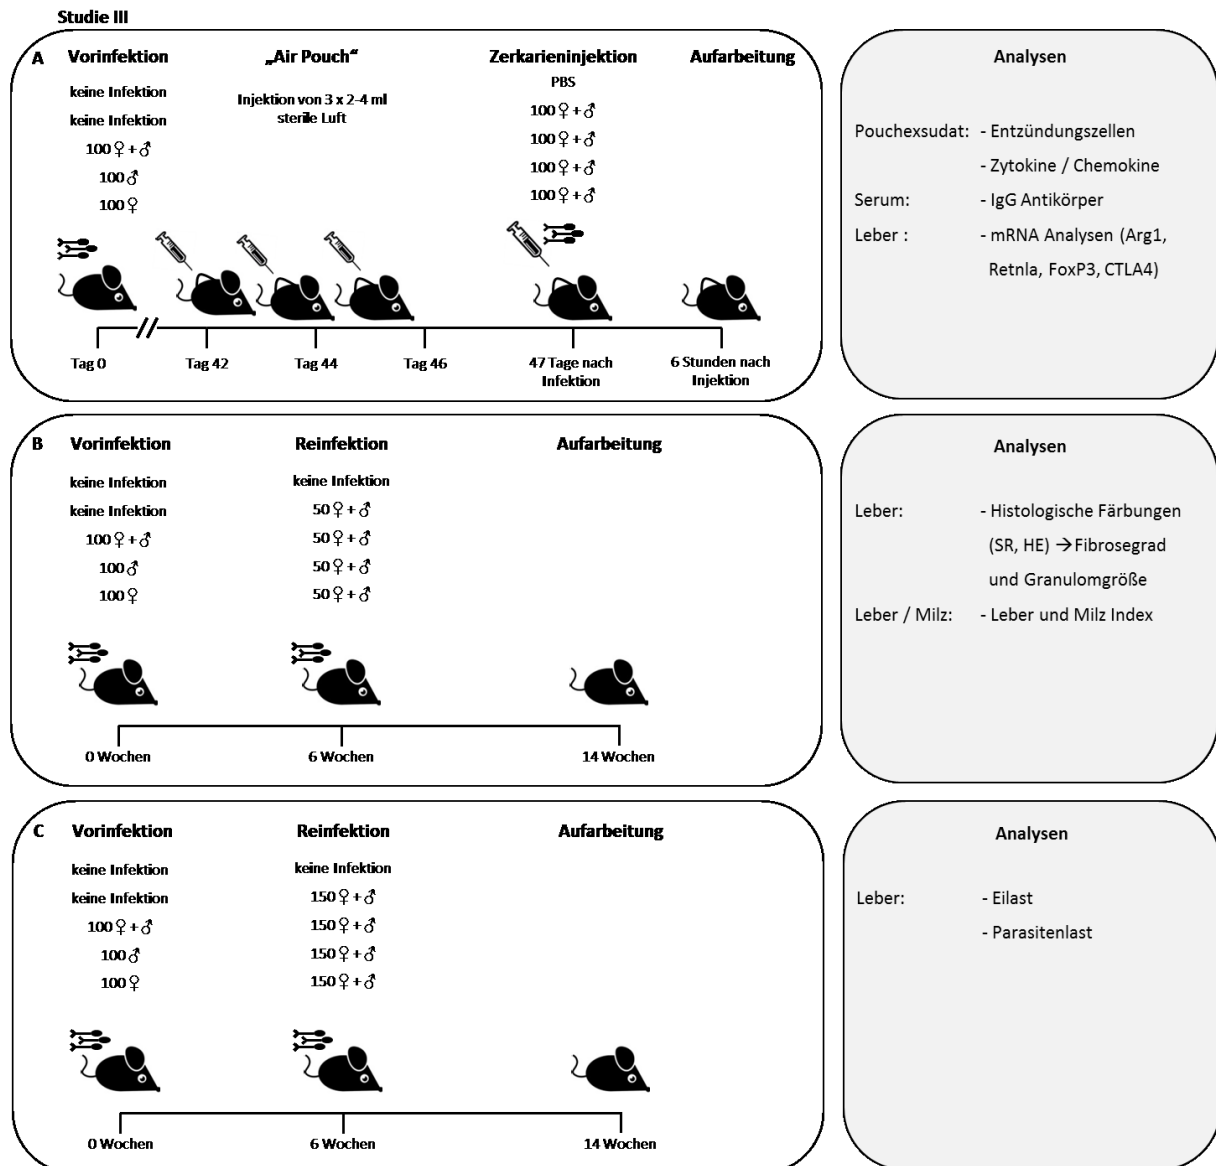 Studie III
A
Vorinfektion
keine Infektion
keine Infektion
100 ♀ + ♂
100 ♂
100 ♀
„Air Pouch“
Injektion von 3 x 2-4 ml
sterile Luft
Zerkarieninjektion
PBS
100 ♀ + ♂
100 ♀ + ♂
100 ♀ + ♂
100 ♀ + ♂
Aufarbeitung
Tag 0
Tag 42
Tag 44
Tag 46
47 Tage nach
Infektion
6 Stunden nach
Injektion
Analysen
Pouchexsudat: - Entzündungszellen
- Zytokine / Chemokine
Serum: - IgG Antikörper
Leber : - mRNA Analysen (Arg1,
Retnla, FoxP3, CTLA4)
B
Vorinfektion
keine Infektion
keine Infektion
100 ♀ + ♂
100 ♂
100 ♀
Reinfektion
keine Infektion
50 ♀ + ♂
50 ♀ + ♂
50 ♀ + ♂
50 ♀ + ♂
Aufarbeitung
0 Wochen
6 Wochen
14 Wochen
Analysen
Leber: - Histologische Färbungen
(SR, HE) → Fibrosegrad
und Granulomgröße
Leber / Milz: - Leber und Milz Index
C
Vorinfektion
keine Infektion
keine Infektion
100 ♀ + ♂
100 ♂
100 ♀
Reinfektion
keine Infektion
150 ♀ + ♂
150 ♀ + ♂
150 ♀ + ♂
150 ♀ + ♂
Aufarbeitung
0 Wochen
6 Wochen
14 Wochen
Analysen
Leber: - Eilast
- Parasitenlast